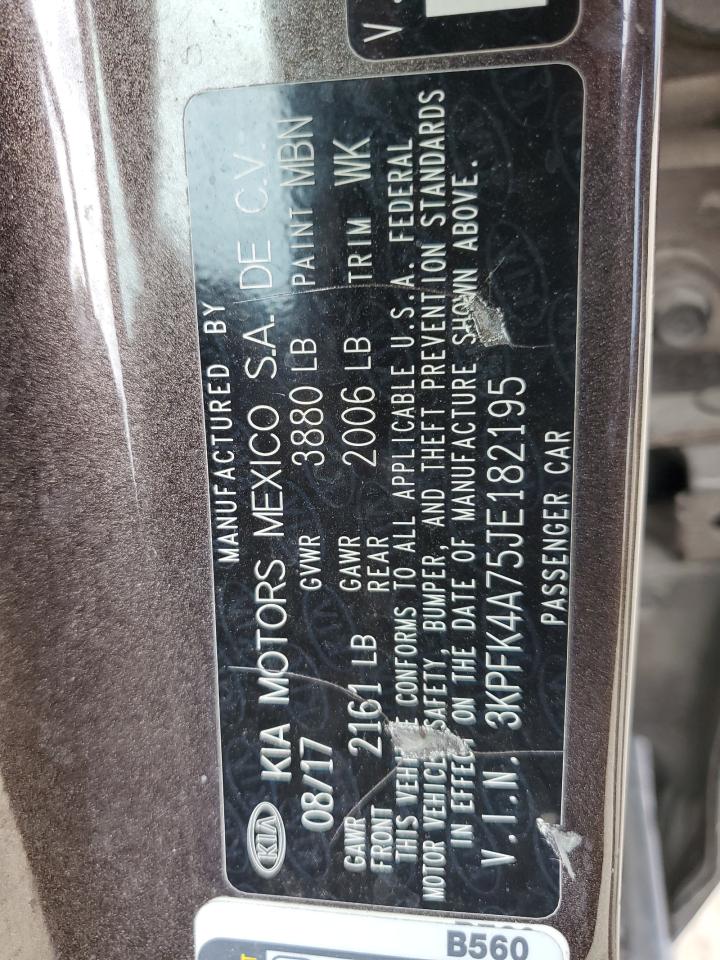 MANUFACTURED BY
KIA KIA MOTORS MEXICO S.A. DE C.V.
08/17 GVWR 3880 LB PAINT MBN
GAWR FRONT 2161 LB GAWR REAR 2006 LB TRIM WK
THIS CONFORMS TO ALL APPLICABLE U.S.A. FEDERAL
MOTOR VEHICLE SAFETY, BUMPER, AND THEFT PREVENTION STANDARDS
IN EFFECT ON THE DATE OF MANUFACTURE SHOWN ABOVE.
V.I.N. 3KPFK4A75JE182195
PASSENGER CAR
B560